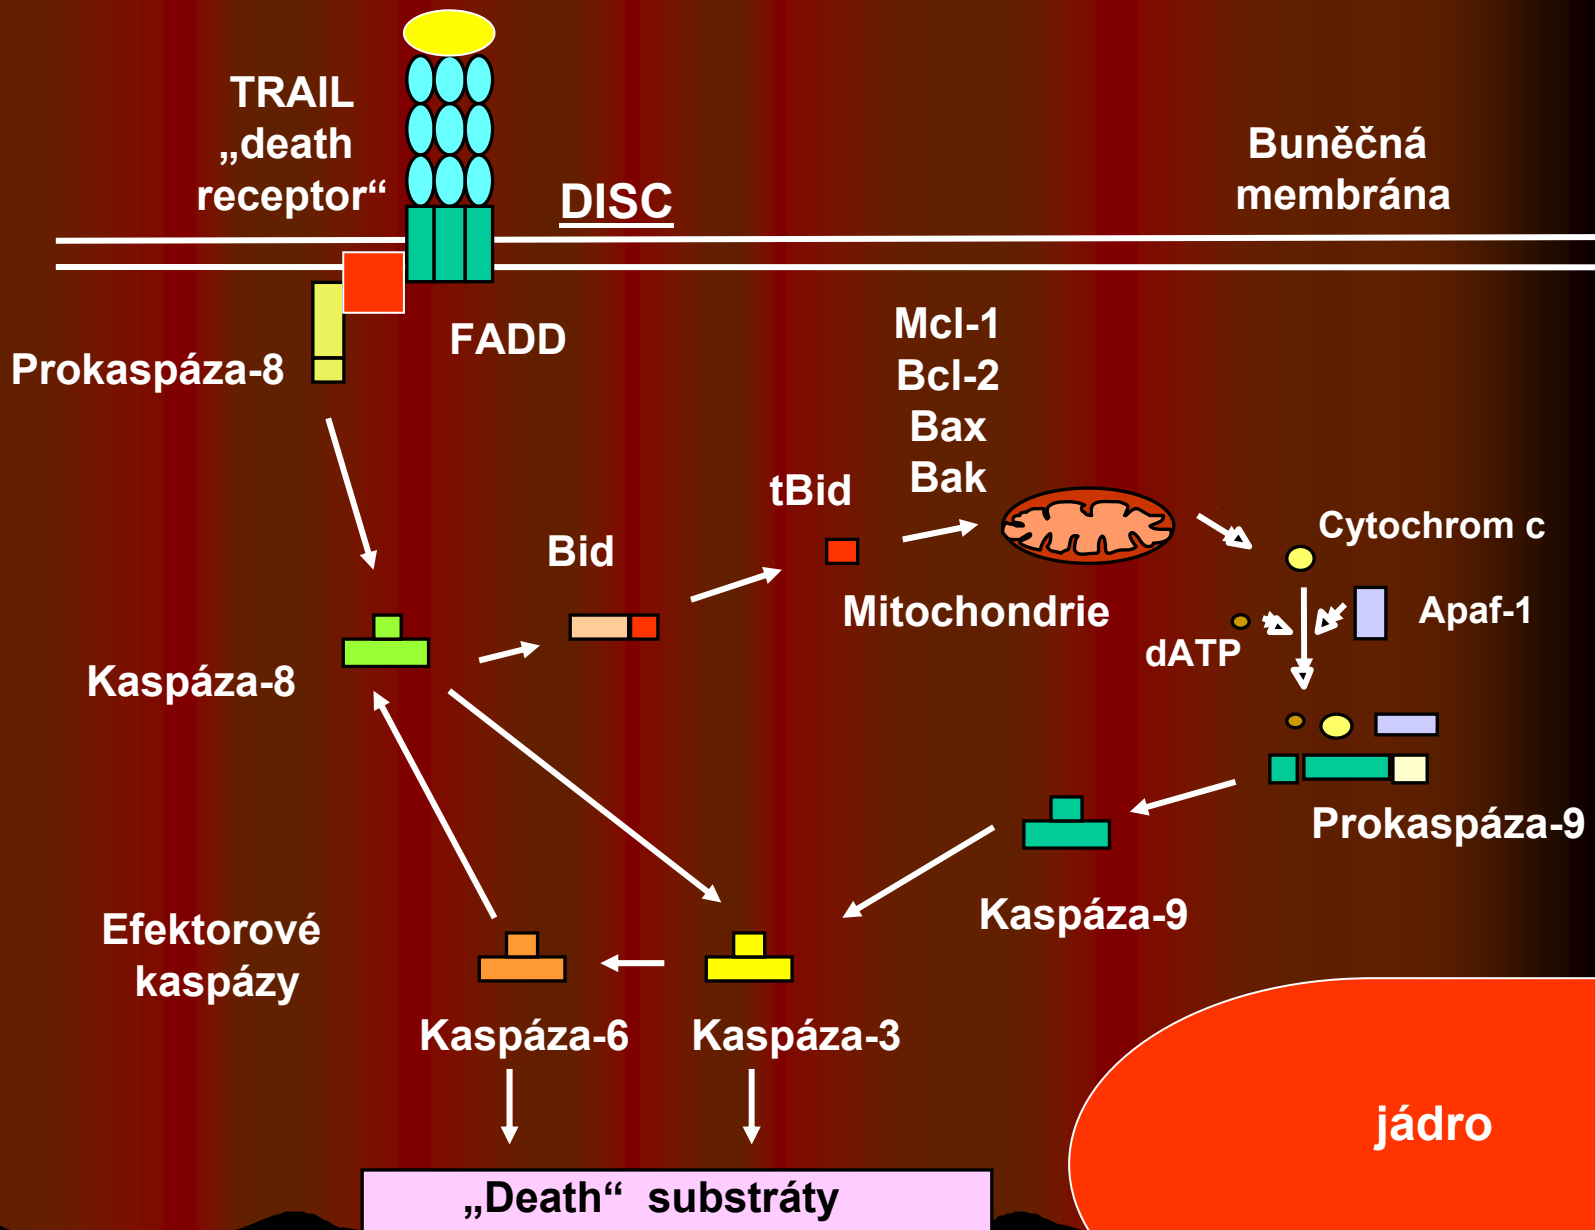 TRAIL
„death
receptor“
DISC
Buněčná
membrána
Prokaspáza-8
FADD
Mcl-1
Bcl-2
Bax
Bak
tBid
Bid
Mitochondrie
Cytochrom c
Apaf-1
dATP
Kaspáza-8
Prokaspáza-9
Kaspáza-9
Efektorové
kaspázy
Kaspáza-6
Kaspáza-3
jádro
„Death“ substráty